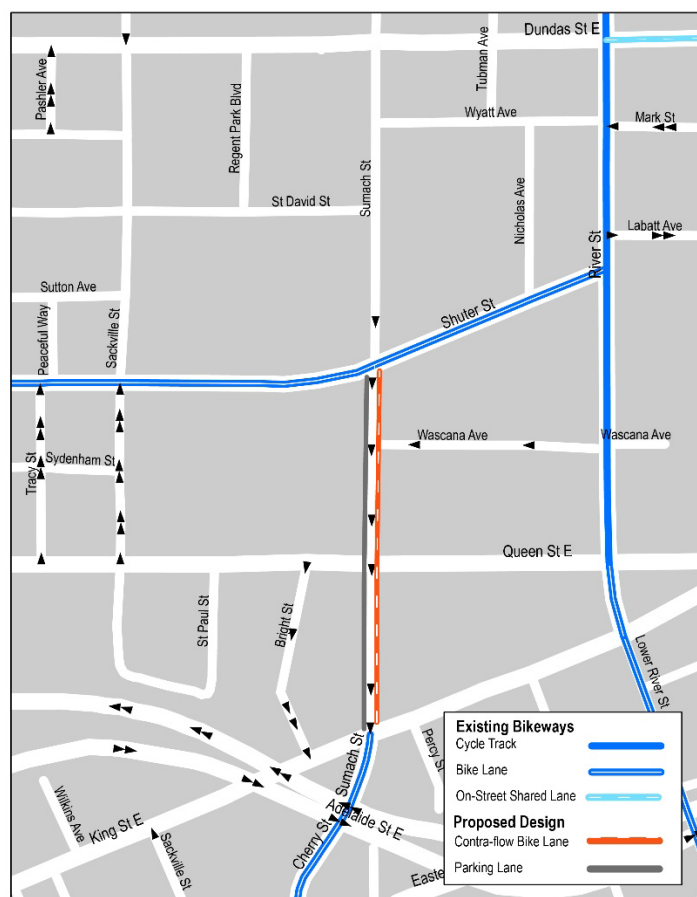 Dundas St E
Tubman Ave
Pashler Ave
Regent Park Blvd
Wyatt Ave
Mark St
Sumach St
St David St
Nicholas Ave
Labatt Ave
River St
Sutton Ave
Peaceful Way
Sackville St
Shuter St
Wascana Ave
Wascana Ave
Tracy St
Sydenham St
Queen St E
St Paul St
Bright St
Lower River St
Sumach St
Percy St
Wilkins Ave
King St E
Adelaide St E
Cherry St
Sackville St
Easte
Existing Bikeways
Cycle Track
Bike Lane
On-Street Shared Lane
Proposed Design
Contra-flow Bike Lane
Parking Lane